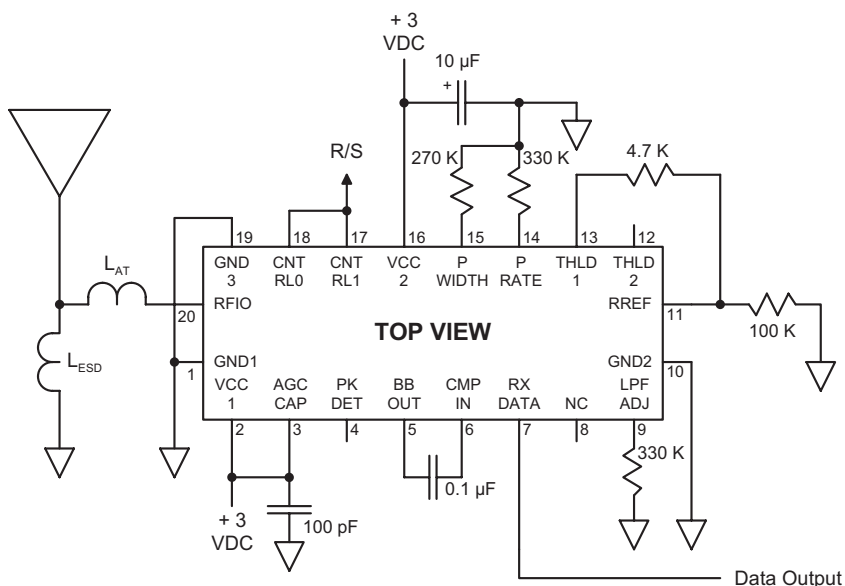 + 3
VDC
10 µF
+
R/S
270 K
330 K
4.7 K
19
18
17
16
15
14
13
12
GND
3
CNT
RL0
CNT
RL1
VCC
2
P
WIDTH
P
RATE
THLD
1
THLD
2
LAT
20
RFIO
TOP VIEW
RREF
11
100 K
LESD
1
GND1
GND2
10
VCC
1
AGC
CAP
PK
DET
BB
OUT
CMP
IN
RX
DATA
NC
LPF
ADJ
2
3
4
5
6
7
8
9
+ 3
VDC
100 pF
0.1 µF
330 K
Data Output